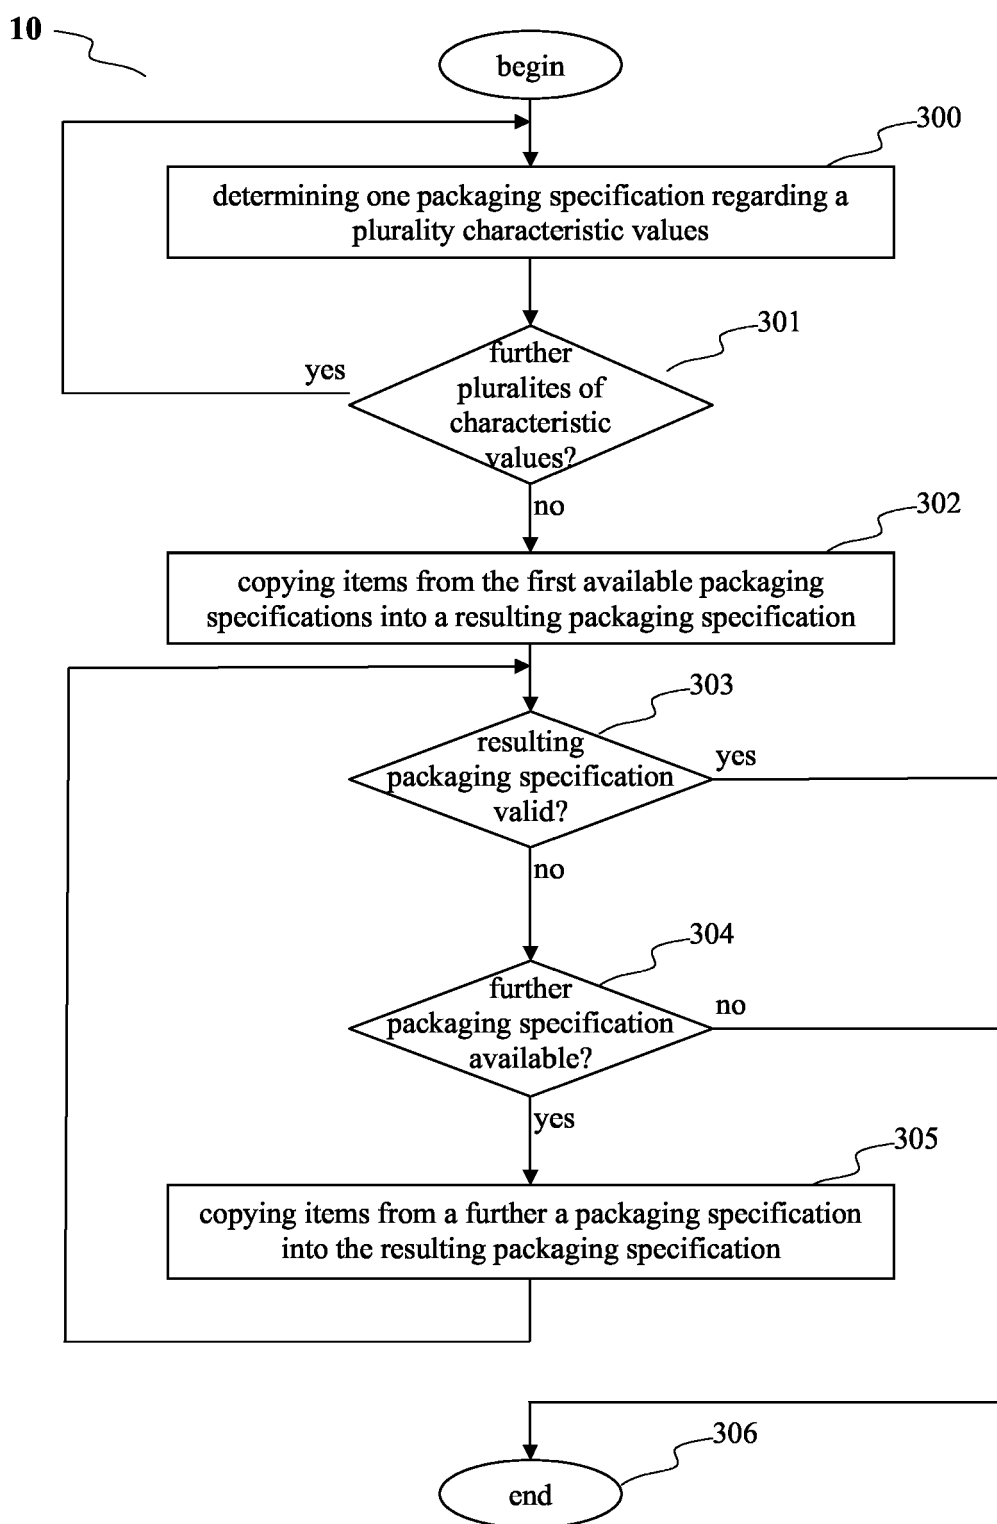 10
begin
300
determining one packaging specification regarding a
plurality characteristic values
301
further
pluralites of
characteristic
values?
yes
no
302
copying items from the first available packaging
specifications into a resulting packaging specification
303
resulting
packaging specification
valid?
yes
no
304
further
packaging specification
available?
no
yes
305
copying items from a further a packaging specification
into the resulting packaging specification
306
end